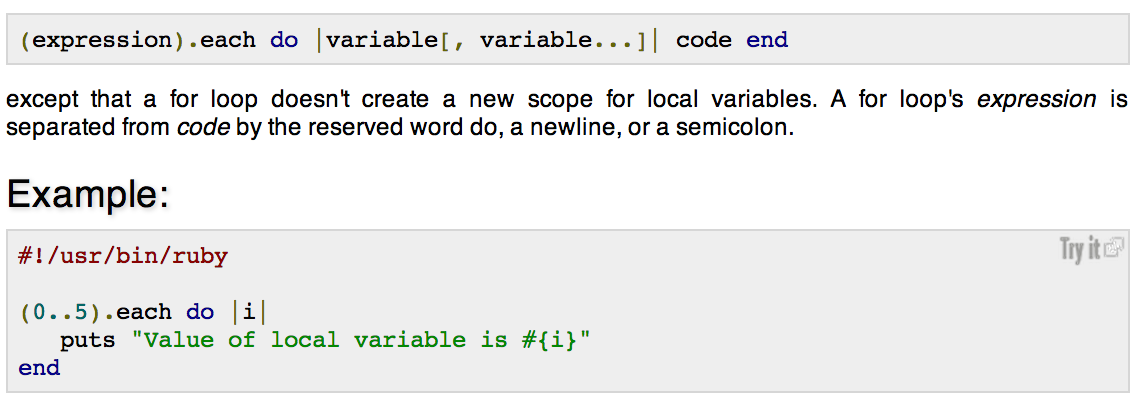 (expression).each do |variable[, variable...]| code end
except that a for loop doesn't create a new scope for local variables. A for loop's expression is
separated from code by the reserved word do, a newline, or a semicolon.
Example:
Try it
#!/usr/bin/ruby
(0..5).each do |i|
   puts "Value of local variable is #{i}"
end